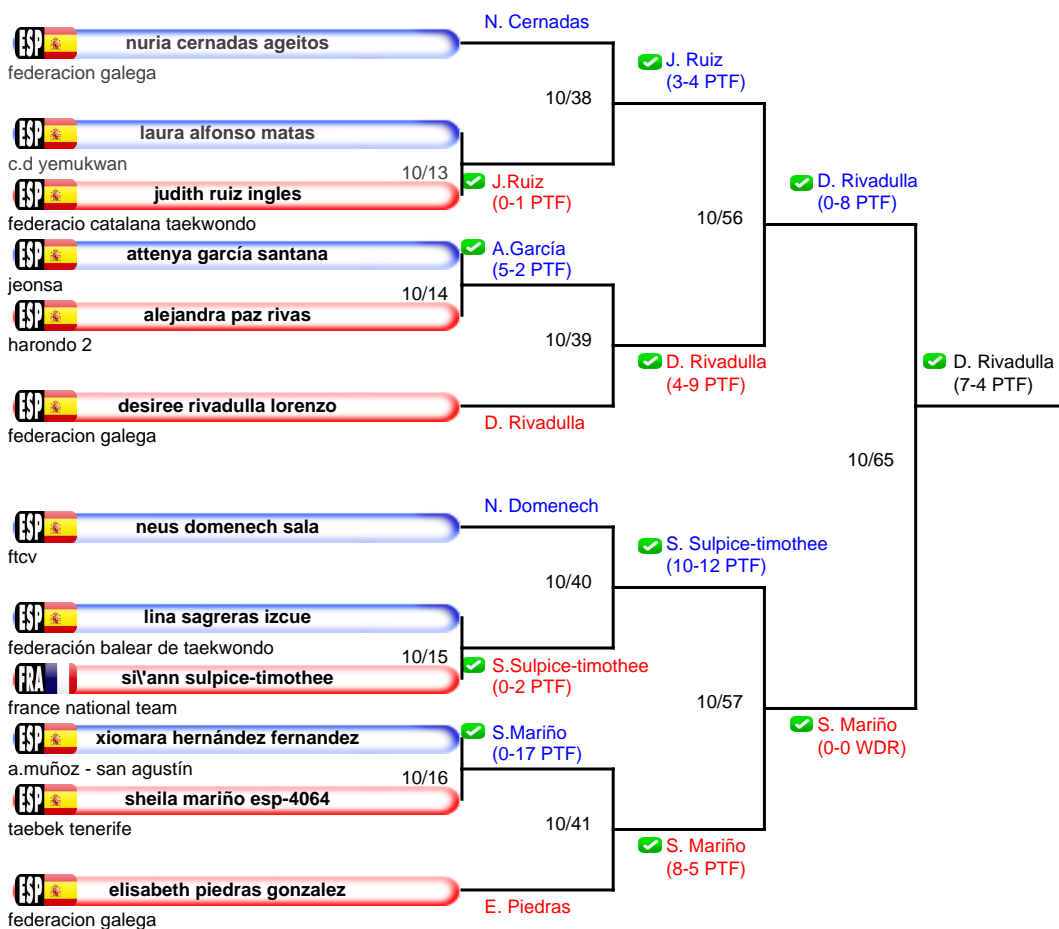 N. Cernadas
ESP nuria cernadas ageitos
federacion galega
J. Ruiz
(3-4 PTF)
10/38
ESP laura alfonso matas
c.d yemukwan
10/13
J.Ruiz
(0-1 PTF)
ESP judith ruiz ingles
federacio catalana taekwondo
D. Rivadulla
(0-8 PTF)
10/56
ESP attenya garcía santana
jeonsa
A.García
(5-2 PTF)
10/14
ESP alejandra paz rivas
harondo 2
10/39
D. Rivadulla
(4-9 PTF)
D. Rivadulla
(7-4 PTF)
ESP desiree rivadulla lorenzo
federacion galega
D. Rivadulla
10/65
N. Domenech
ESP neus domenech sala
ftcv
S. Sulpice-timothee
(10-12 PTF)
10/40
ESP lina sagreras izcue
federación balear de taekwondo
10/15
S.Sulpice-timothee
(0-2 PTF)
FRA si\'ann sulpice-timothee
france national team
10/57
S. Mariño
(0-0 WDR)
ESP xiomara hernández fernandez
a.muñoz - san agustín
S.Mariño
(0-17 PTF)
10/16
ESP sheila mariño esp-4064
taebek tenerife
10/41
S. Mariño
(8-5 PTF)
ESP elisabeth piedras gonzalez
federacion galega
E. Piedras